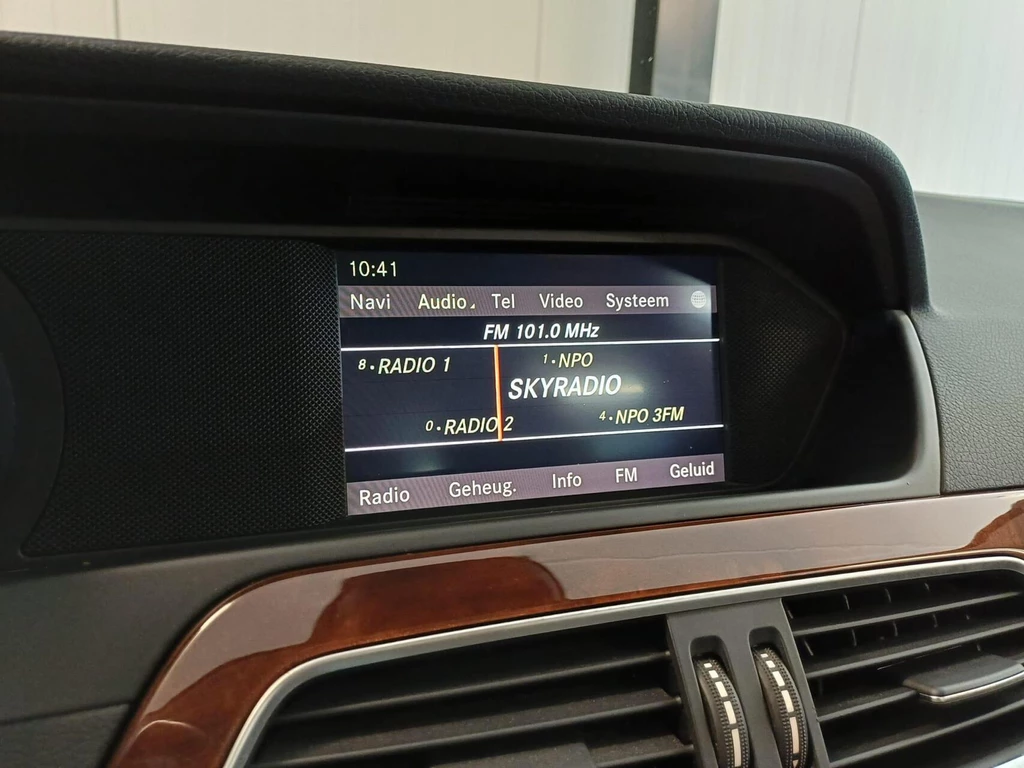 10:41
Navi Audio Tel Video Systeem
FM 101.0 MHz
8·RADIO 1 1·NPO
SKYRADIO
0·RADIO 2 4·NPO 3FM
Radio Geheug. Info FM Geluid